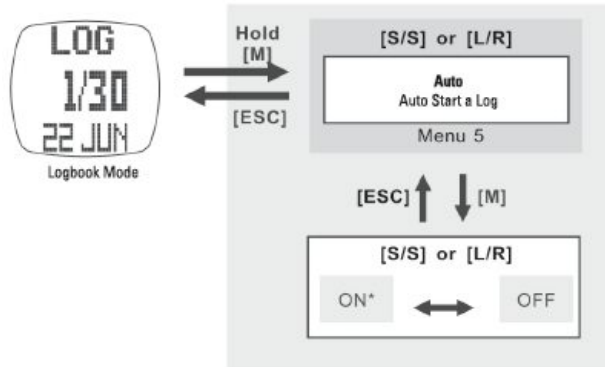 LOG
1/30
22 JUN
Logbook Mode
Hold
[M]
[ESC]
[S/S] or [L/R]
Auto
Auto Start a Log
Menu 5
[ESC]
[M]
[S/S] or [L/R]
ON*
OFF